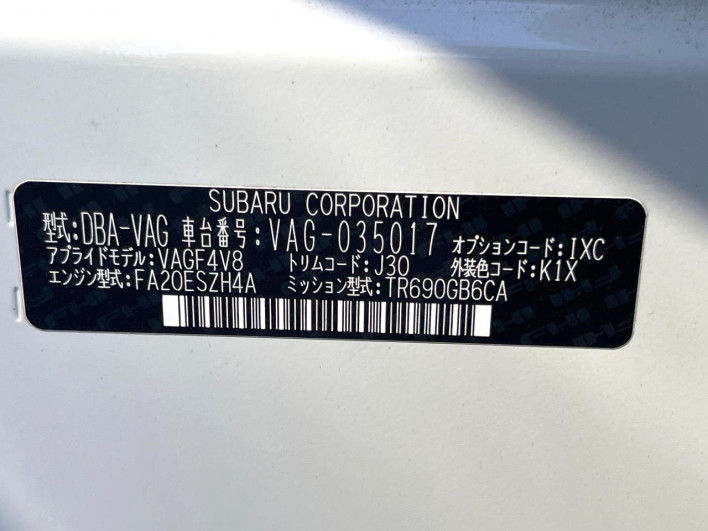 SUBARU CORPORATION
型式:DBA-VAG 車台番号:VAG-035017 オプションコード:IXC
アプライドモデル:VAGF4V8 トリムコード:J30 外装色コード:K1X
エンジン型式:FA20ESZH4A ミッション型式:TR690GB6CA